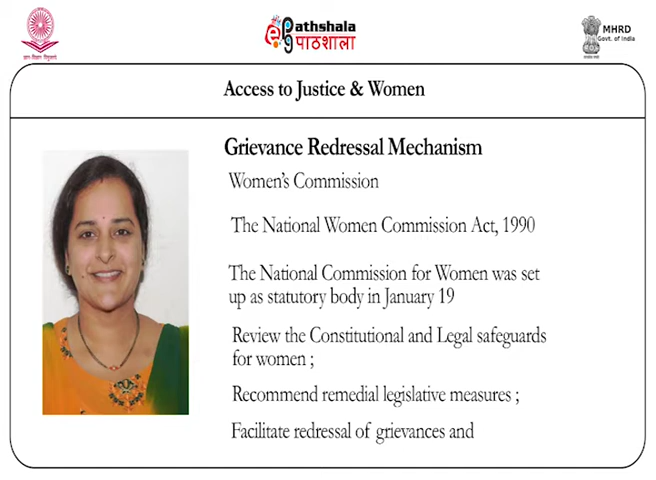 Pathshala
पाठशाला
MHRD
Govt. of India
Access to Justice & Women
Grievance Redressal Mechanism
Women's Commission
The National Women Commission Act, 1990
The National Commission for Women was set
up as statutory body in January 19
Review the Constitutional and Legal safeguards
for women ;
Recommend remedial legislative measures ;
Facilitate redressal of grievances and